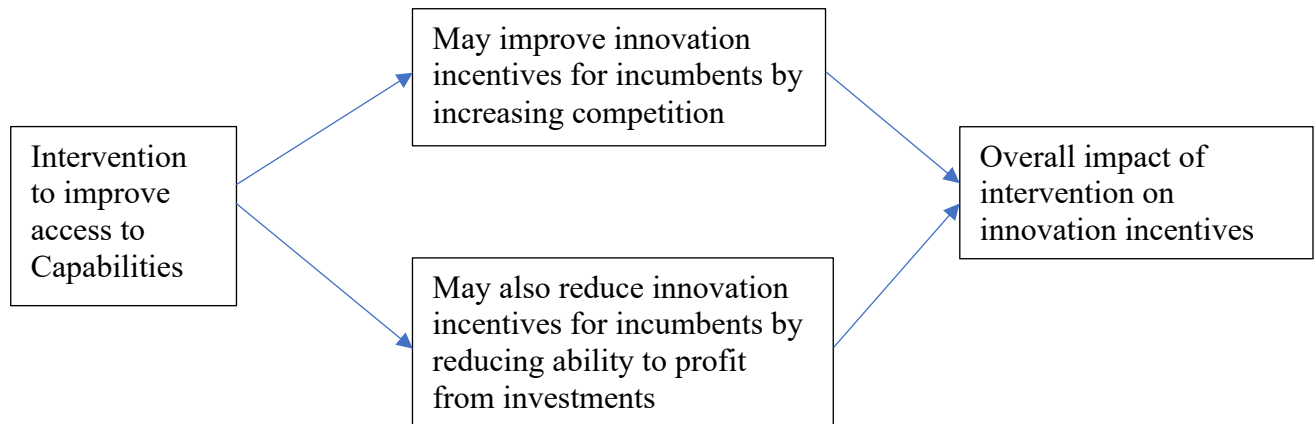 Intervention
to improve
access to
Capabilities
May improve innovation
incentives for incumbents by
increasing competition
May also reduce innovation
incentives for incumbents by
reducing ability to profit
from investments
Overall impact of
intervention on
innovation incentives